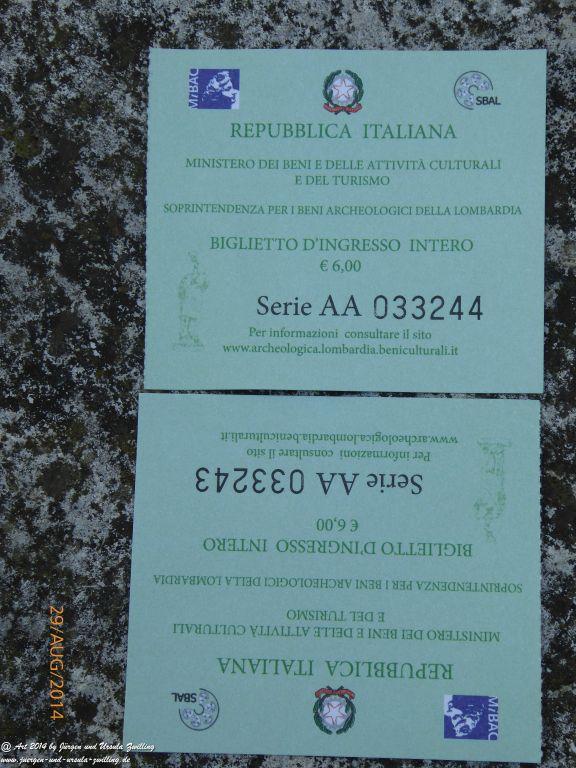 MiBAC
SBAL
REPUBBLICA ITALIANA
MINISTERO DEI BENI E DELLE ATTIVITÀ CULTURALI
E DEL TURISMO
SOPRINTENDENZA PER I BENI ARCHEOLOGICI DELLA LOMBARDIA
BIGLIETTO D'INGRESSO INTERO
€ 6,00
Serie AA 033244
Per informazioni consultare il sito
www.archeologica.lombardia.beniculturali.it
MiBAC
SBAL
REPUBBLICA ITALIANA
MINISTERO DEI BENI E DELLE ATTIVITÀ CULTURALI
E DEL TURISMO
SOPRINTENDENZA PER I BENI ARCHEOLOGICI DELLA LOMBARDIA
BIGLIETTO D'INGRESSO INTERO
€ 6,00
Serie AA 033243
Per informazioni consultare il sito
www.archeologica.lombardia.beniculturali.it
29/AUG/2014
@ Art 2014 by Jürgen und Ursula Zwilling
www.juergen-und-ursula-zwilling.de